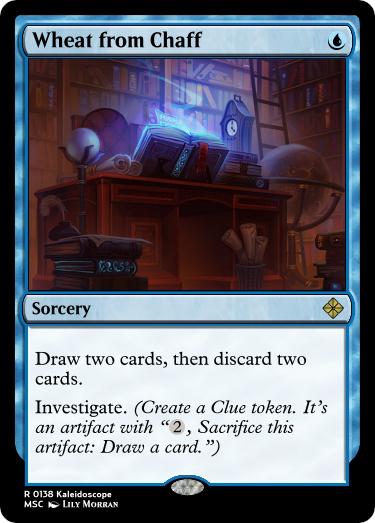 Wheat from Chaff
Sorcery
Draw two cards, then discard two
cards.
Investigate. (Create a Clue token. It's
an artifact with “2, Sacrifice this
artifact: Draw a card.”)
R 0138 Kaleidoscope
MSC Lily Morran